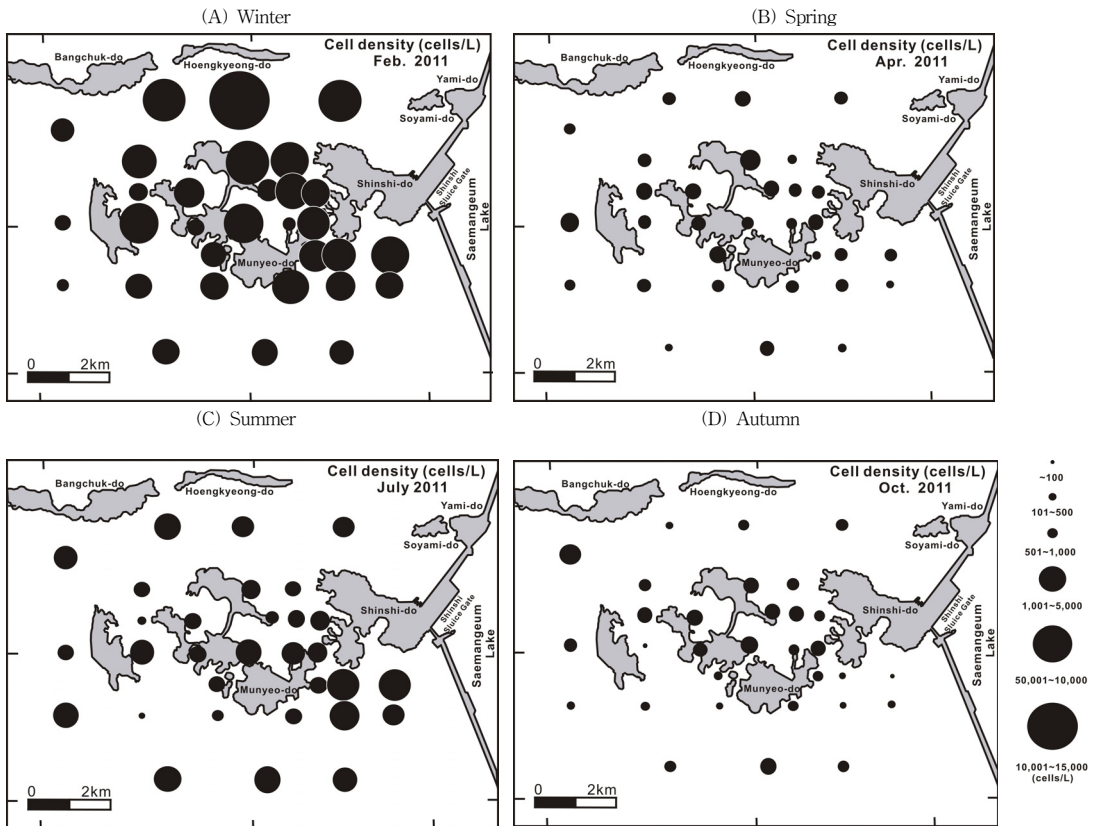 (A) Winter
Cell density (cells/L)
Feb. 2011
Bangchuk-do
Hoengkyeong-do
Yami-do
Soyami-do
Shinshi-do
Shinshi
Sluice Gate
Saemangeum
Lake
Munyeo-do
0 2km
(B) Spring
Cell density (cells/L)
Apr. 2011
Bangchuk-do
Hoengkyeong-do
Yami-do
Soyami-do
Shinshi-do
Shinshi
Sluice Gate
Saemangeum
Lake
Munyeo-do
0 2km
(C) Summer
Cell density (cells/L)
July 2011
Bangchuk-do
Hoengkyeong-do
Yami-do
Soyami-do
Shinshi-do
Shinshi
Sluice Gate
Saemangeum
Lake
Munyeo-do
0 2km
(D) Autumn
Cell density (cells/L)
Oct. 2011
Bangchuk-do
Hoengkyeong-do
Yami-do
Soyami-do
Shinshi-do
Shinshi
Sluice Gate
Saemangeum
Lake
Munyeo-do
0 2km
~100
101~500
501~1,000
1,001~5,000
50,001~10,000
10,001~15,000
(cells/L)